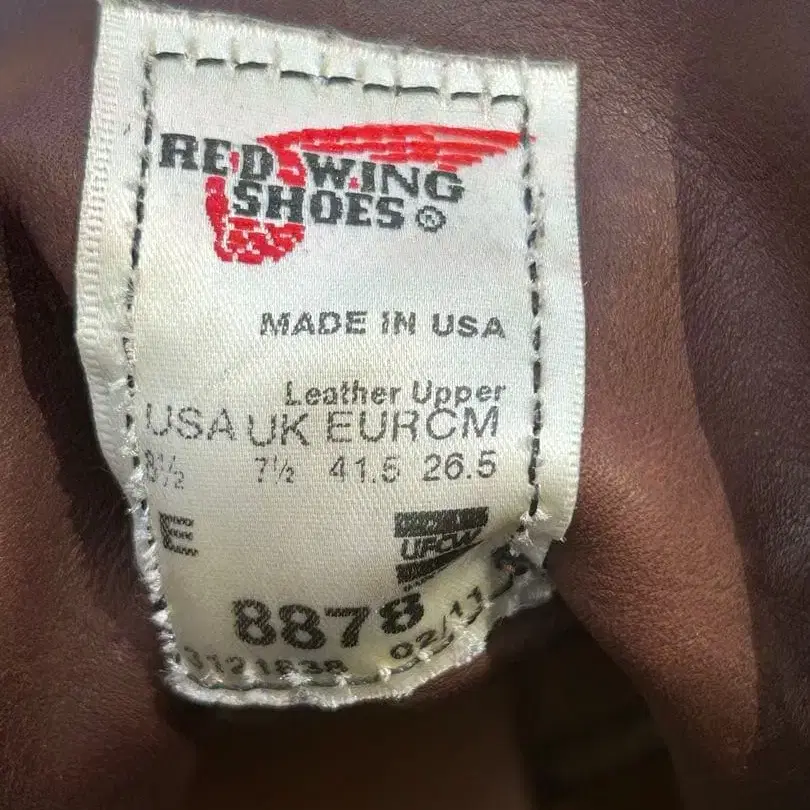 RED WING
SHOES ®
MADE IN USA
Leather Upper
USA UK EUR CM
8½ 7½ 41.5 26.5
E
UFCW
8878
02/11